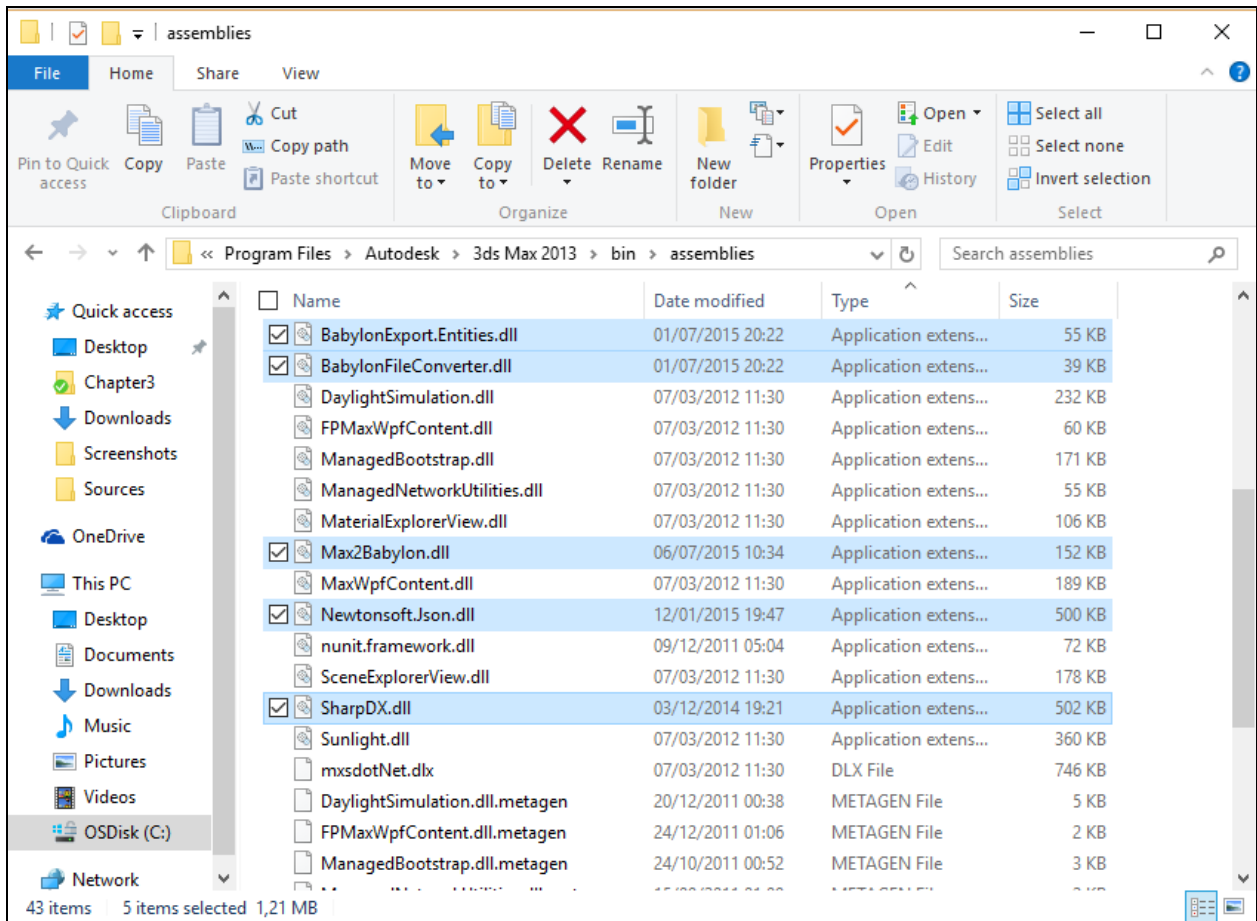 assemblies
File Home Share View
Pin to Quick access
Copy
Paste
Cut
Copy path
Paste shortcut
Clipboard
Move to
Copy to
Delete
Rename
Organize
New folder
New
Properties
Open
Edit
History
Open
Select all
Select none
Invert selection
Select
« Program Files › Autodesk › 3ds Max 2013 › bin › assemblies
Search assemblies
Quick access
Desktop
Chapter3
Downloads
Screenshots
Sources
OneDrive
This PC
Desktop
Documents
Downloads
Music
Pictures
Videos
OSDisk (C:)
Network
Name Date modified Type Size
BabylonExport.Entities.dll 01/07/2015 20:22 Application extens... 55 KB
BabylonFileConverter.dll 01/07/2015 20:22 Application extens... 39 KB
DaylightSimulation.dll 07/03/2012 11:30 Application extens... 232 KB
FPMaxWpfContent.dll 07/03/2012 11:30 Application extens... 60 KB
ManagedBootstrap.dll 07/03/2012 11:30 Application extens... 171 KB
ManagedNetworkUtilities.dll 07/03/2012 11:30 Application extens... 55 KB
MaterialExplorerView.dll 07/03/2012 11:30 Application extens... 106 KB
Max2Babylon.dll 06/07/2015 10:34 Application extens... 152 KB
MaxWpfContent.dll 07/03/2012 11:30 Application extens... 189 KB
Newtonsoft.Json.dll 12/01/2015 19:47 Application extens... 500 KB
nunit.framework.dll 09/12/2011 05:04 Application extens... 72 KB
SceneExplorerView.dll 07/03/2012 11:30 Application extens... 178 KB
SharpDX.dll 03/12/2014 19:21 Application extens... 502 KB
Sunlight.dll 07/03/2012 11:30 Application extens... 360 KB
mxsdotNet.dlx 07/03/2012 11:30 DLX File 746 KB
DaylightSimulation.dll.metagen 20/12/2011 00:38 METAGEN File 5 KB
FPMaxWpfContent.dll.metagen 24/12/2011 01:06 METAGEN File 2 KB
ManagedBootstrap.dll.metagen 24/10/2011 00:52 METAGEN File 3 KB
43 items 5 items selected 1,21 MB